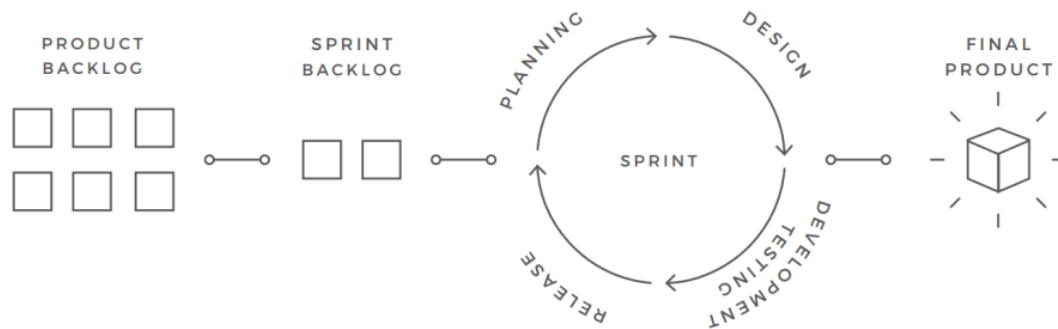 PRODUCT
BACKLOG
SPRINT
BACKLOG
PLANNING
DESIGN
SPRINT
DEVELOPMENT
TESTING
RELEASE
FINAL
PRODUCT